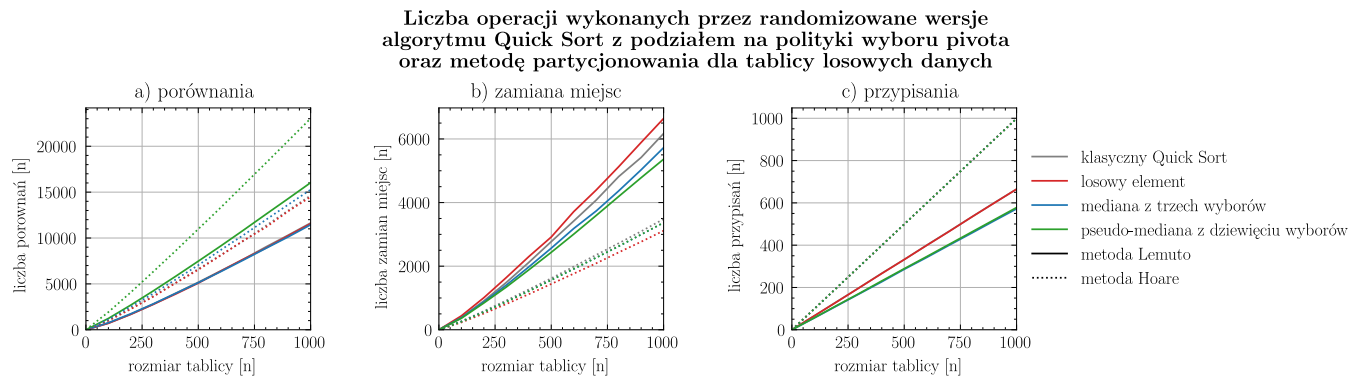 Liczba operacji wykonanych przez randomizowane wersje
algorytmu Quick Sort z podziałem na polityki wyboru pivota
oraz metodę partycjonowania dla tablicy losowych danych
a) porównania
liczba porownań [n]
20000
15000
10000
5000
0
0 250 500 750 1000
rozmiar tablicy [n]
b) zamiana miejsc
liczba zamian miejsc [n]
6000
4000
2000
0
0 250 500 750 1000
rozmiar tablicy [n]
c) przypisania
liczba przypisań [n]
1000
800
600
400
200
0
0 250 500 750 1000
rozmiar tablicy [n]
klasyczny Quick Sort
losowy element
mediana z trzech wyborów
pseudo-mediana z dziewięciu wyborów
metoda Lemuto
metoda Hoare